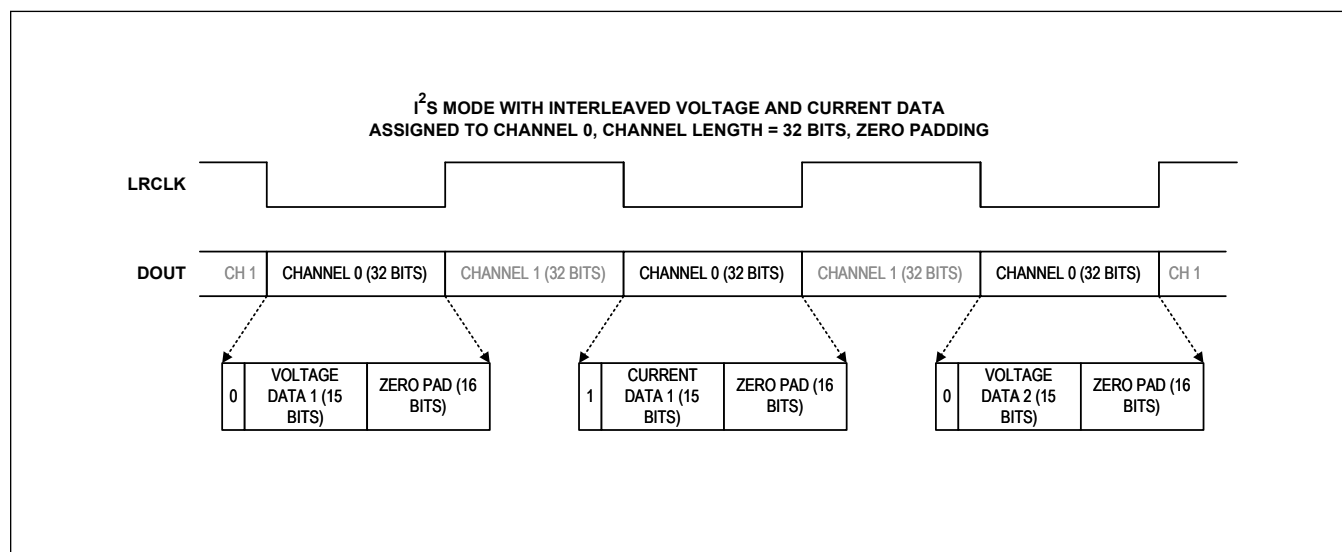 I²S MODE WITH INTERLEAVED VOLTAGE AND CURRENT DATA
ASSIGNED TO CHANNEL 0, CHANNEL LENGTH = 32 BITS, ZERO PADDING
LRCLK
DOUT
CH 1
CHANNEL 0 (32 BITS)
CHANNEL 1 (32 BITS)
CHANNEL 0 (32 BITS)
CHANNEL 1 (32 BITS)
CHANNEL 0 (32 BITS)
CH 1
0
VOLTAGE
DATA 1 (15
BITS)
ZERO PAD (16
BITS)
1
CURRENT
DATA 1 (15
BITS)
ZERO PAD (16
BITS)
0
VOLTAGE
DATA 2 (15
BITS)
ZERO PAD (16
BITS)